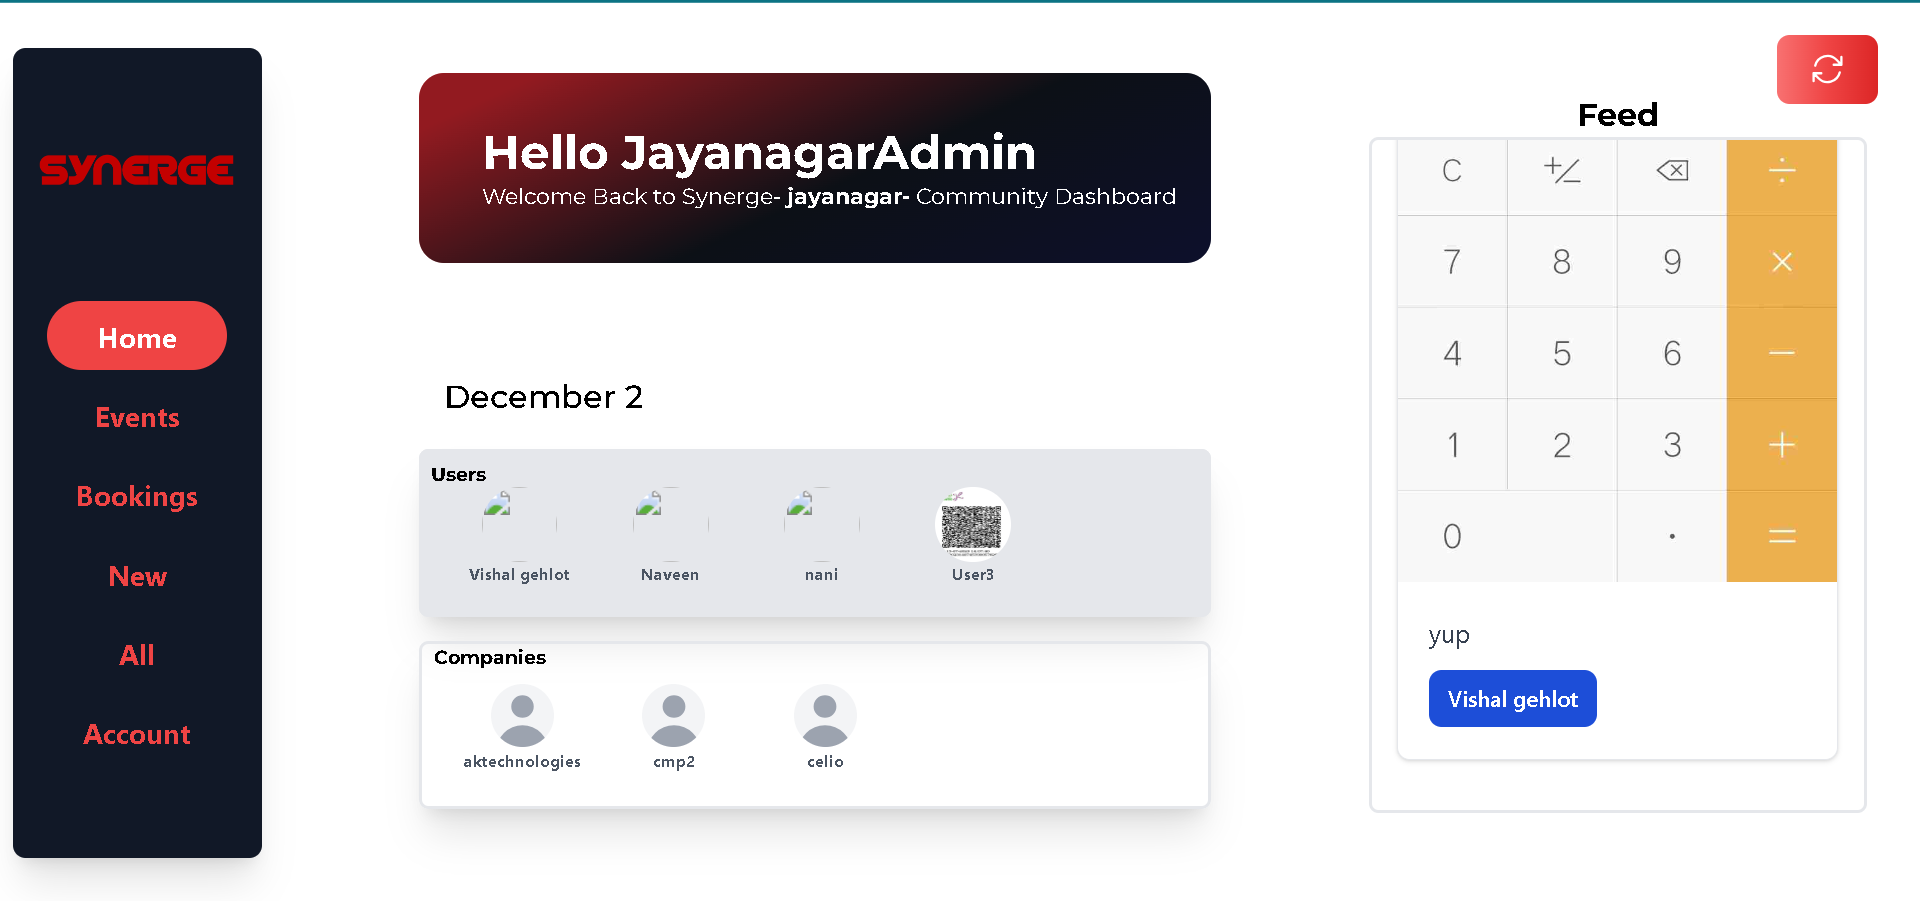 SYNERGE
Home
Events
Bookings
New
All
Account
Hello JayanagarAdmin
Welcome Back to Synerge- jayanagar- Community Dashboard
December 2
Users
Vishal gehlot
Naveen
nani
User3
Companies
aktechnologies
cmp2
celio
Feed
C +/− ÷
7 8 9 ×
4 5 6 −
1 2 3 +
0 . =
yup
Vishal gehlot